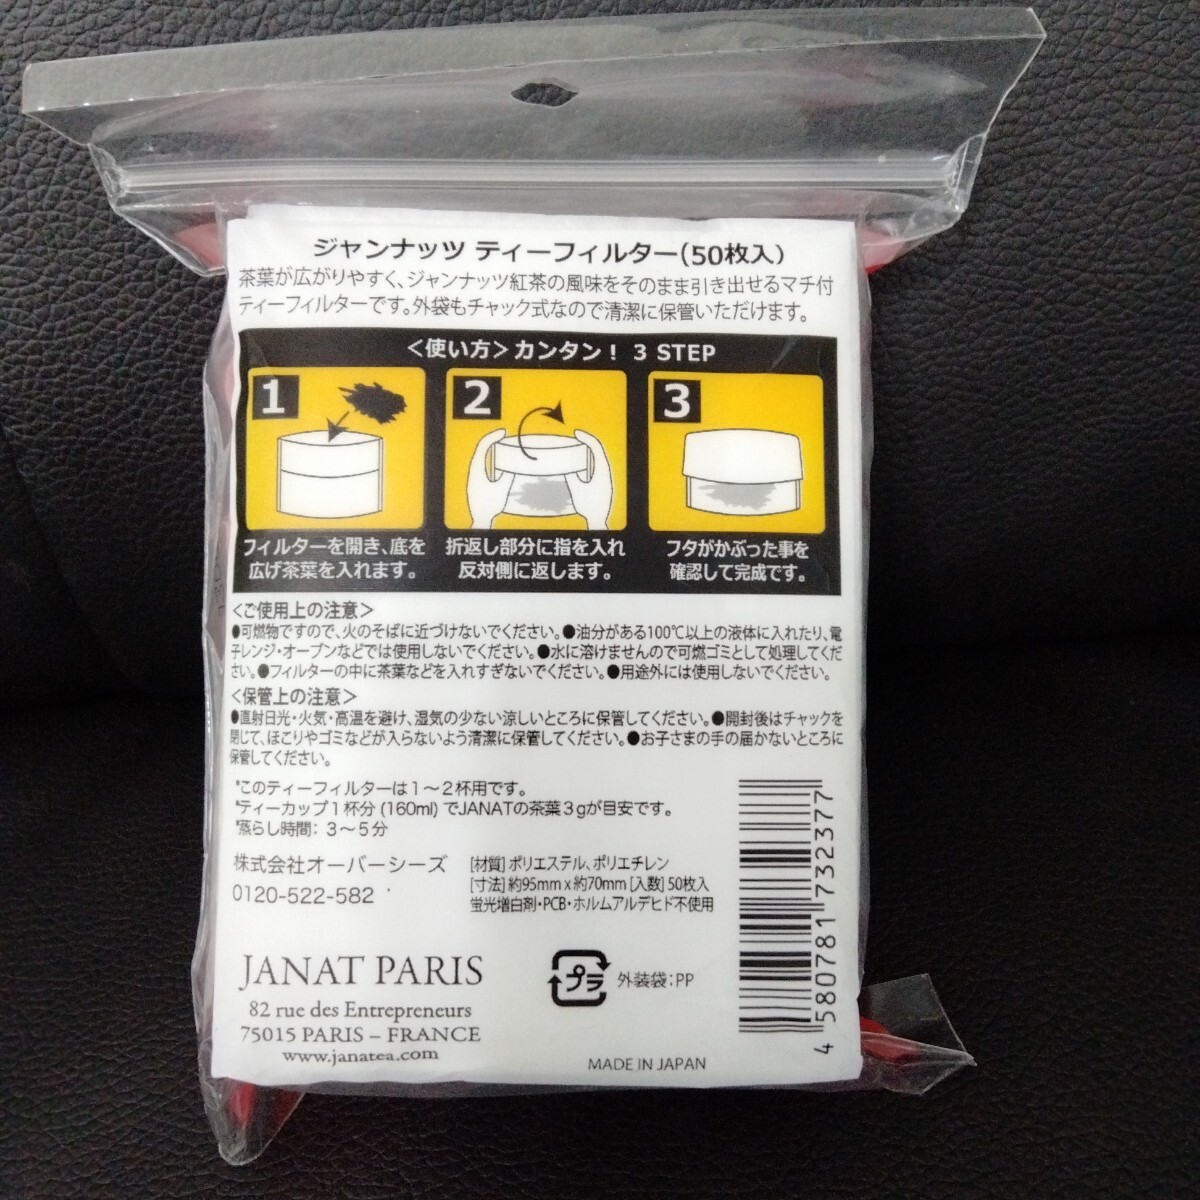 ジャンナッツ ティーフィルター(50枚入)
茶葉が広がりやすく、ジャンナッツ紅茶の風味をそのまま引き出せるマチ付
ティーフィルターです。外袋もチャック式なので清潔に保管いただけます。
<使い方>カンタン! 3 STEP
1
2
3
フィルターを開き、底を
広げ茶葉を入れます。
折返し部分に指を入れ
反対側に返します。
フタがかぶった事を
確認して完成です。
<ご使用上の注意>
●可燃物ですので、火のそばに近づけないでください。●油分がある100℃以上の液体に入れたり、電
子レンジ・オーブンなどでは使用しないでください。●水に溶けませんので可燃ゴミとして処理してくだ
さい。●フィルターの中に茶葉などを入れすぎないでください。●用途外には使用しないでください。
<保管上の注意>
●直射日光・火気・高温を避け、湿気の少ない涼しいところに保管してください。●開封後はチャックを
閉じて、ほこりやゴミなどが入らないよう清潔に保管してください。●お子さまの手の届かないところに
保管してください。
*このティーフィルターは1〜2杯用です。
*ティーカップ1杯分(160ml)でJANATの茶葉3gが目安です。
*蒸らし時間: 3〜5分
株式会社オーバーシーズ
0120-522-582
[材質] ポリエステル、ポリエチレン
[寸法] 約95mm x 約70mm [入数] 50枚入
蛍光増白剤・PCB・ホルムアルデヒド不使用
JANAT PARIS
82 rue des Entrepreneurs
75015 PARIS – FRANCE
www.janatea.com
プラ
外装袋:PP
MADE IN JAPAN
4 580781 732377